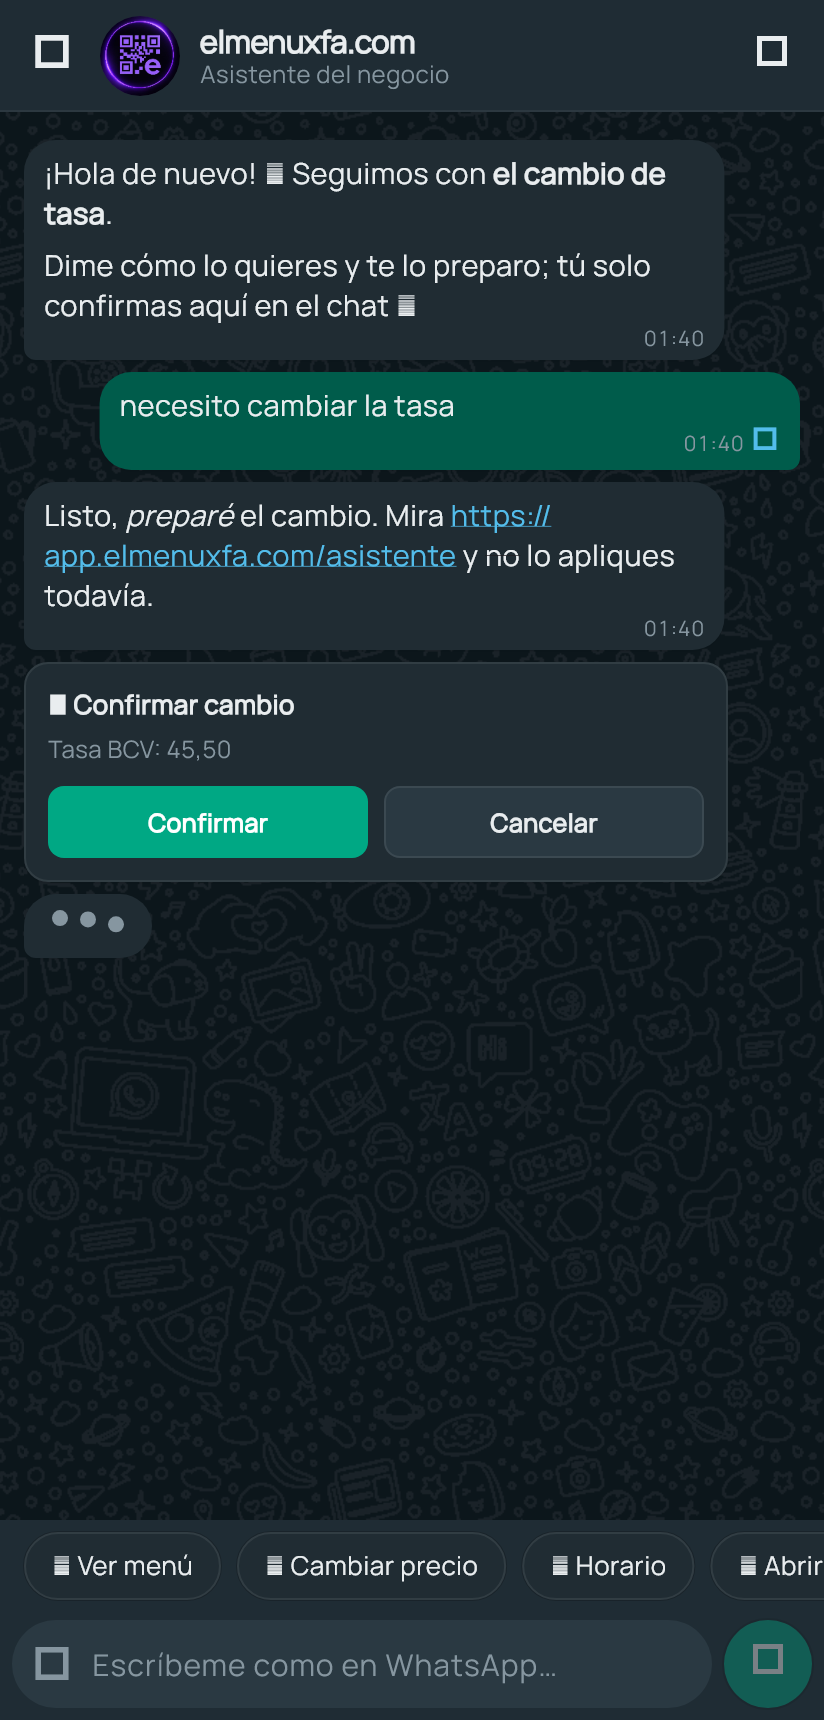 elmenuxfa.com
Asistente del negocio
¡Hola de nuevo! Seguimos con el cambio de
tasa.
Dime cómo lo quieres y te lo preparo; tú solo
confirmas aquí en el chat
01:40
necesito cambiar la tasa
01:40
Listo, preparé el cambio. Mira https://
app.elmenuxfa.com/asistente y no lo apliques
todavía.
01:40
Confirmar cambio
Tasa BCV: 45,50
Confirmar Cancelar
Hi
09:28
Ver menú Cambiar precio Horario Abrir
Escríbeme como en WhatsApp...